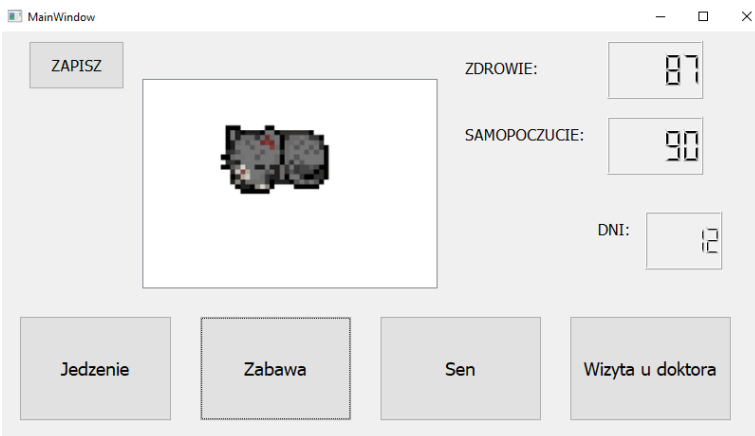 MainWindow
ZAPISZ
ZDROWIE:
87
SAMOPOCZUCIE:
90
DNI:
12
Jedzenie
Zabawa
Sen
Wizyta u doktora